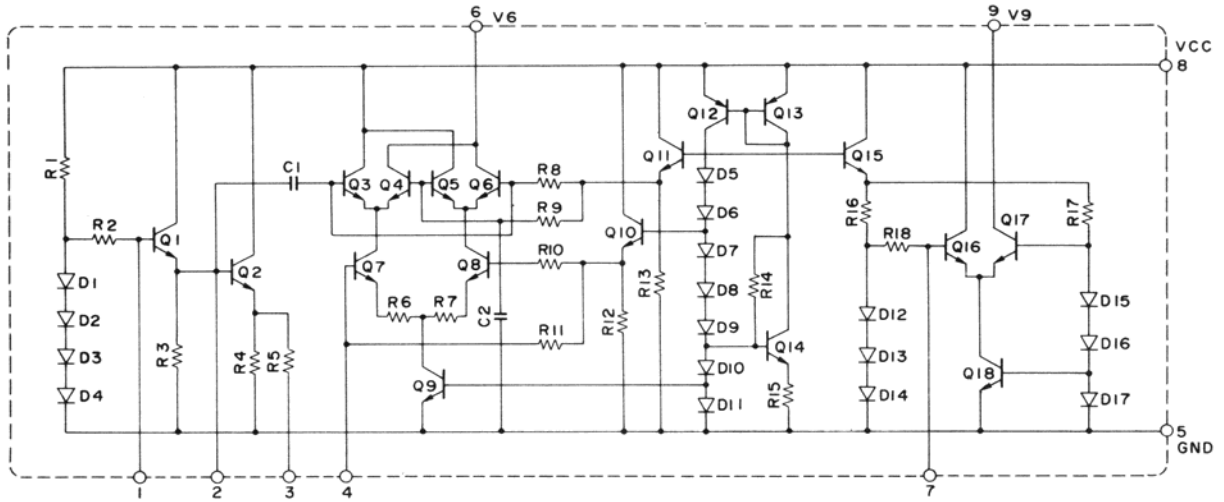 6 V6
9 V9
VCC
8
Q12 Q13
R1
C1
Q3 Q4 Q5 Q6
R8
Q11
Q15
D5
R9
D6
R16
R17
R2
Q1
R10
Q10
D7
R18
Q16
Q17
Q2
Q7
Q8
D1
R13
D8
R14
D15
R6 R7
C2
D2
R12
D9
D12
R3
R4
R5
R11
Q14
D16
D3
D13
Q9
D10
Q18
D4
R15
D11
D14
D17
5
GND
1 2 3 4 7